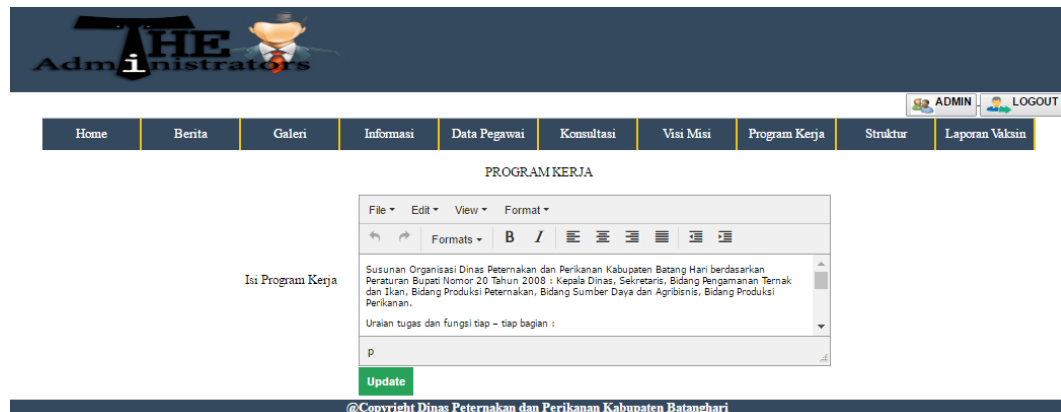 THE
Administrators
ADMIN LOGOUT
Home Berita Galeri Informasi Data Pegawai Konsultasi Visi Misi Program Kerja Struktur Laporan Vaksin
PROGRAM KERJA
File Edit View Format
Formats B I
Isi Program Kerja
Susunan Organisasi Dinas Peternakan dan Perikanan Kabupaten Batang Hari berdasarkan
Peraturan Bupati Nomor 20 Tahun 2008 : Kepala Dinas, Sekretaris, Bidang Pengamanan Ternak
dan Ikan, Bidang Produksi Peternakan, Bidang Sumber Daya dan Agribisnis, Bidang Produksi
Perikanan.
Uraian tugas dan fungsi tiap – tiap bagian :
p
Update
@Copyright Dinas Peternakan dan Perikanan Kabupaten Batanghari